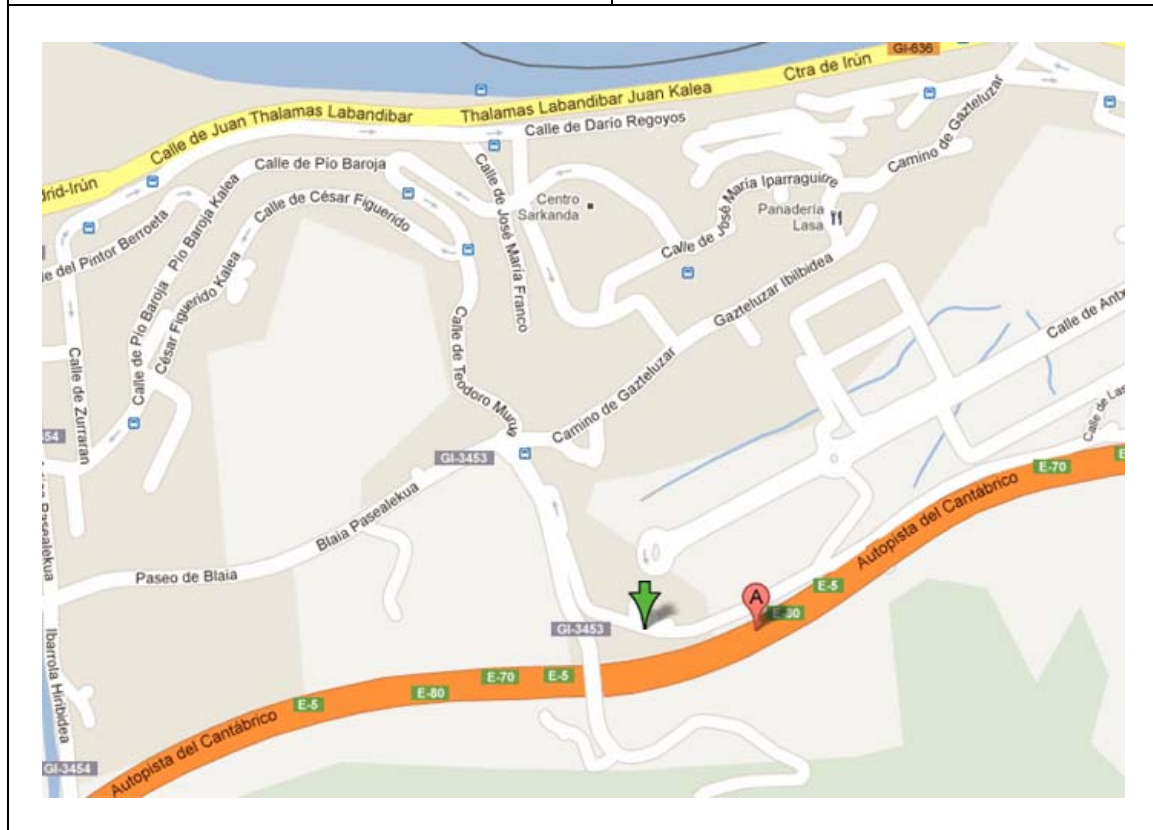 GI-636
Ctra de Irún
Thalamas Labandibar Juan Kalea
Calle de Juan Thalamas Labandibar
Calle de Darío Regoyos
Camino de Gazteluzar
Calle de Pío Baroja
drid-Irún
Calle de César Figuerido
Calle de José María Franco
Centro
Sarkanda
Calle de José María Iparraguirre
Panadería
Lasa
Pío Baroja Kalea
del Pintor Berroeta
César Figuerido Kalea
Calle de Pío Baroja
Gazteluzar Ibilbidea
Calle de Antx
Calle de Zurraran
Calle de Teodoro Murua
Camino de Gazteluzar
Calle de Las
54
GI-3453
E-70
E
Autopista del Cantábrico
Blaia Pasealekua
Pasealekua
Paseo de Blaia
E-5
A
GI-3453
Ibarrola Hiribidea
E-70
E-5
E-80
E-5
Autopista del Cantábrico
GI-3454